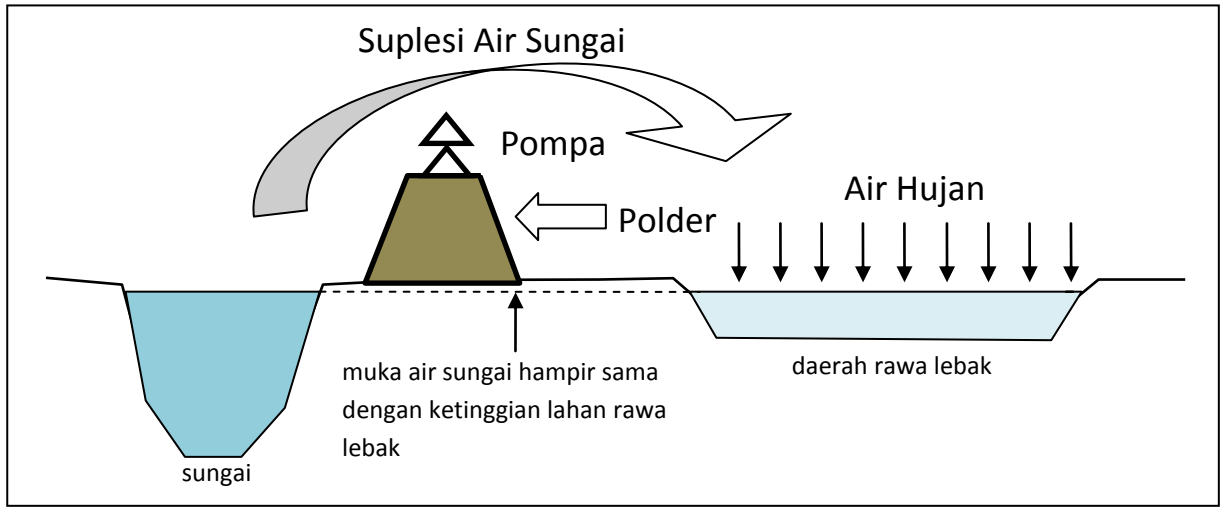 Suplesi Air Sungai
Pompa
Air Hujan
Polder
muka air sungai hampir sama
dengan ketinggian lahan rawa
lebak
daerah rawa lebak
sungai